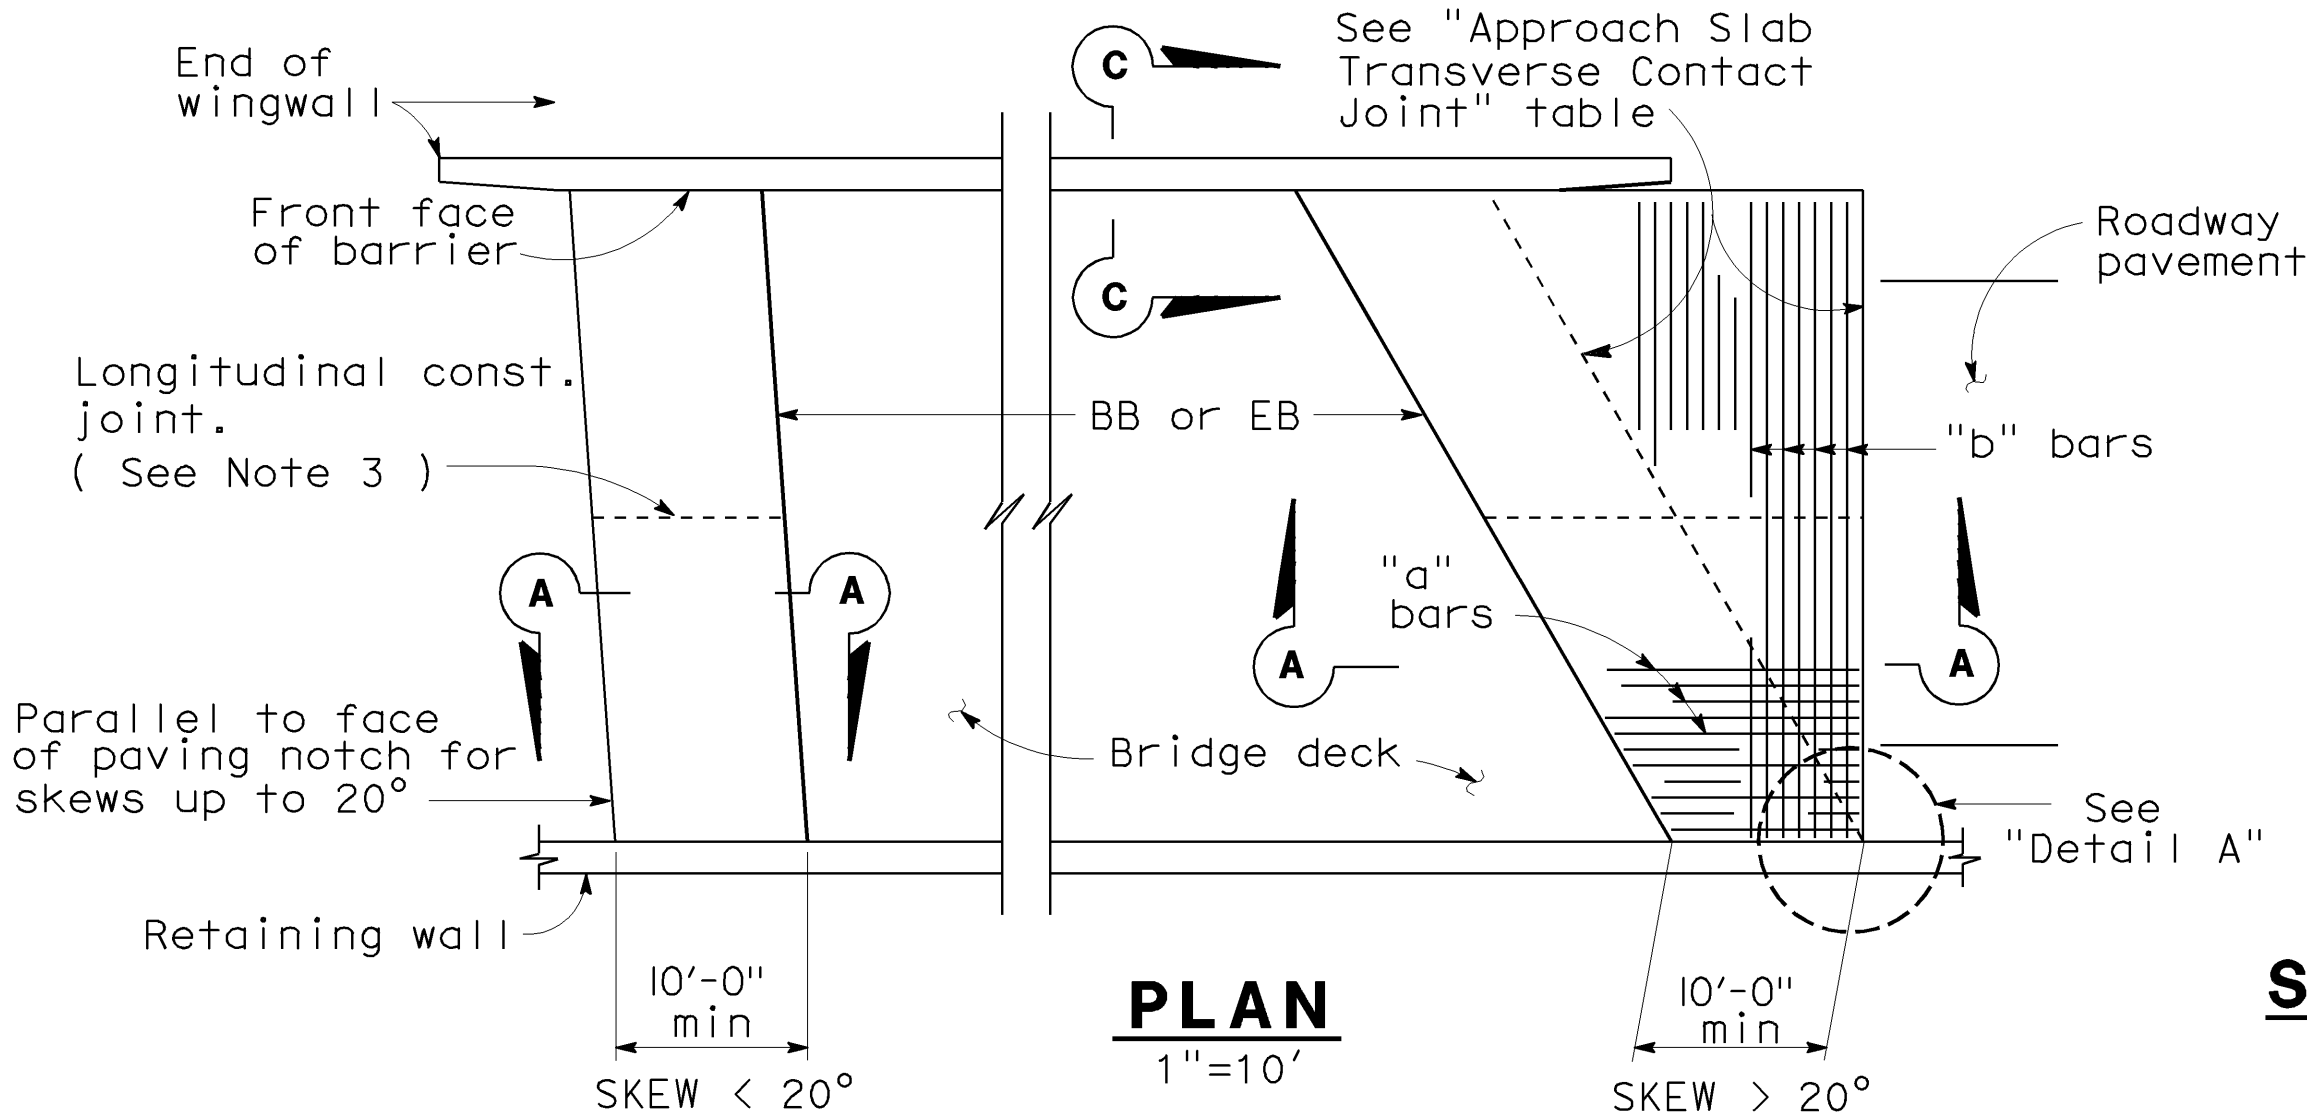 End of
wingwall
C
See "Approach Slab
Transverse Contact
Joint" table
Front face
of barrier
C
Roadway
pavement
Longitudinal const.
joint.
( See Note 3 )
BB or EB
"b" bars
A
A
"a"
bars
A
A
Parallel to face
of paving notch for
skews up to 20°
Bridge deck
See
"Detail A"
Retaining wall
10'-0"
min
SKEW < 20°
PLAN
1"=10'
10'-0"
min
SKEW > 20°
S